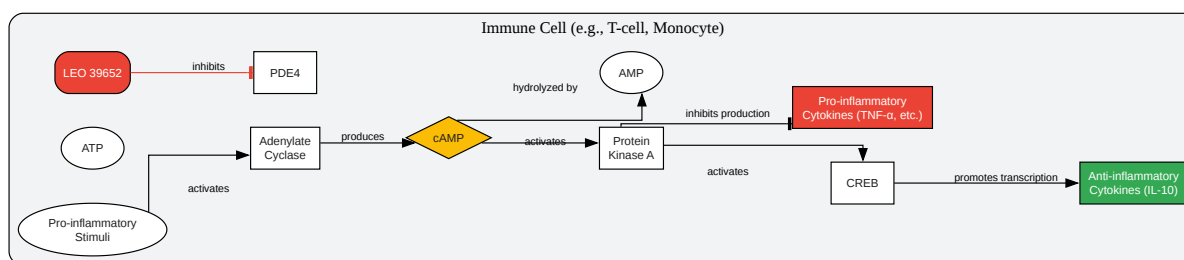 Immune Cell (e.g., T-cell, Monocyte)
LEO 39652
inhibits
PDE4
AMP
hydrolyzed by
Pro-inflammatory
Cytokines (TNF-α, etc.)
inhibits production
ATP
Adenylate
Cyclase
produces
cAMP
activates
Protein
Kinase A
activates
activates
CREB
promotes transcription
Anti-inflammatory
Cytokines (IL-10)
Pro-inflammatory
Stimuli